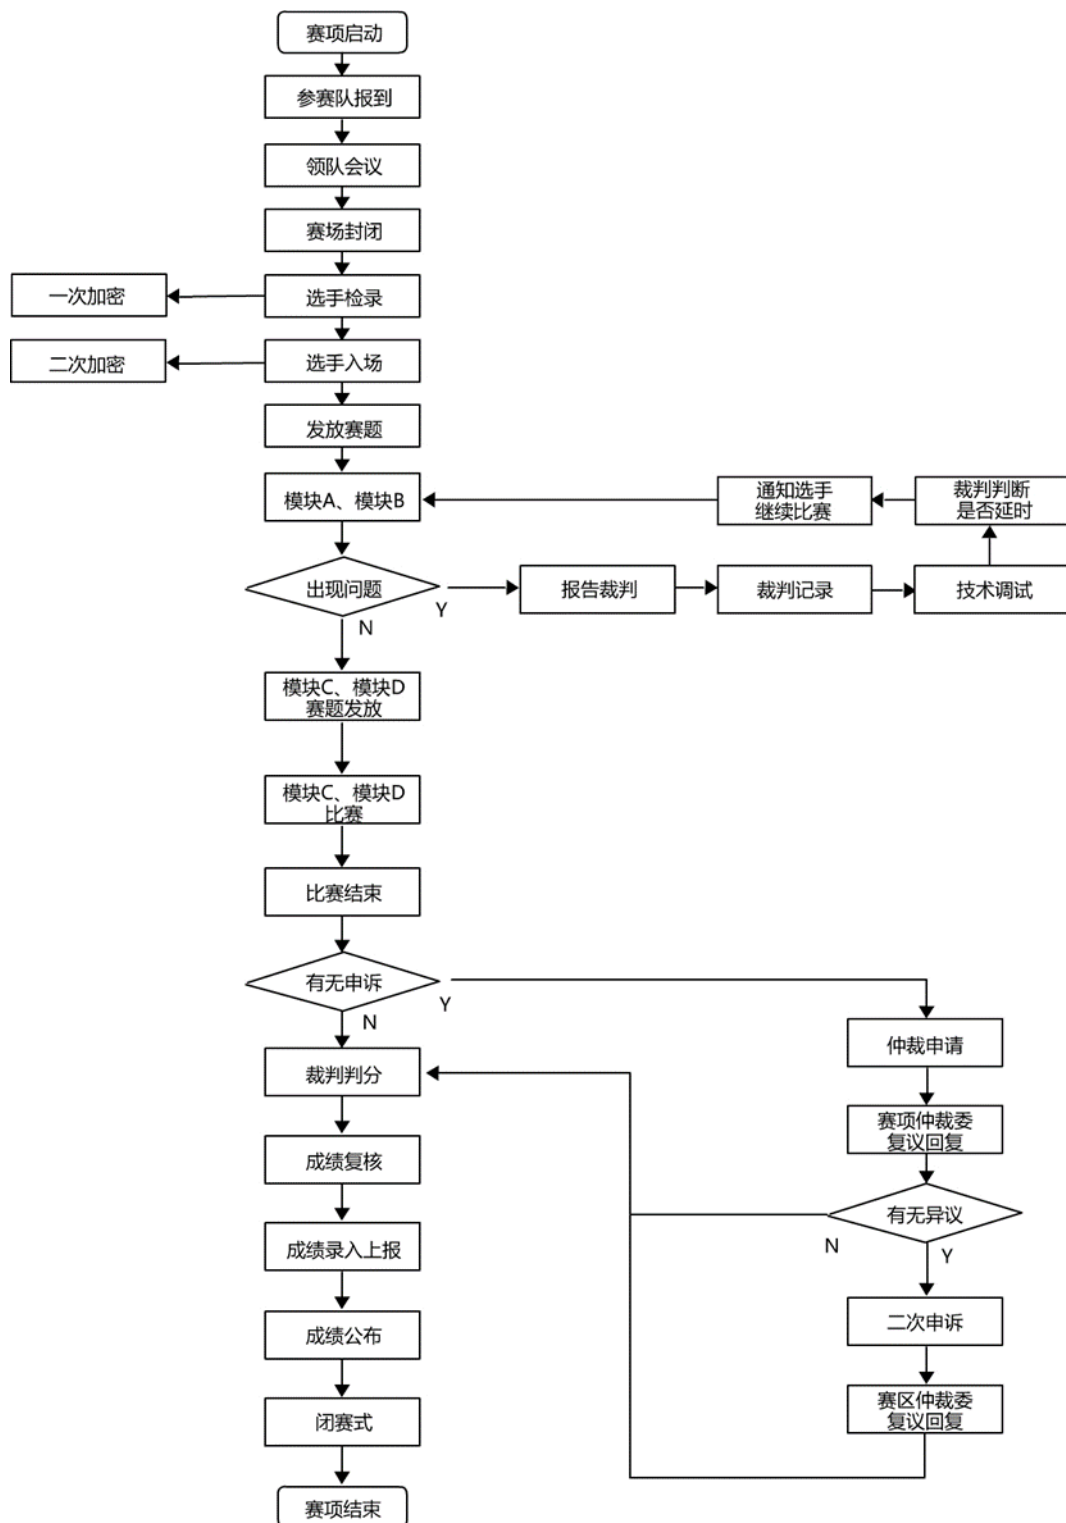 赛项启动
参赛队报到
领队会议
赛场封闭
一次加密
选手检录
二次加密
选手入场
发放赛题
模块A、模块B
通知选手
继续比赛
裁判判断
是否延时
出现问题
Y
报告裁判
裁判记录
技术调试
N
模块C、模块D
赛题发放
模块C、模块D
比赛
比赛结束
有无申诉
Y
N
仲裁申请
裁判判分
赛项仲裁委
复议回复
成绩复核
有无异议
N
Y
成绩录入上报
二次申诉
成绩公布
赛区仲裁委
复议回复
闭赛式
赛项结束